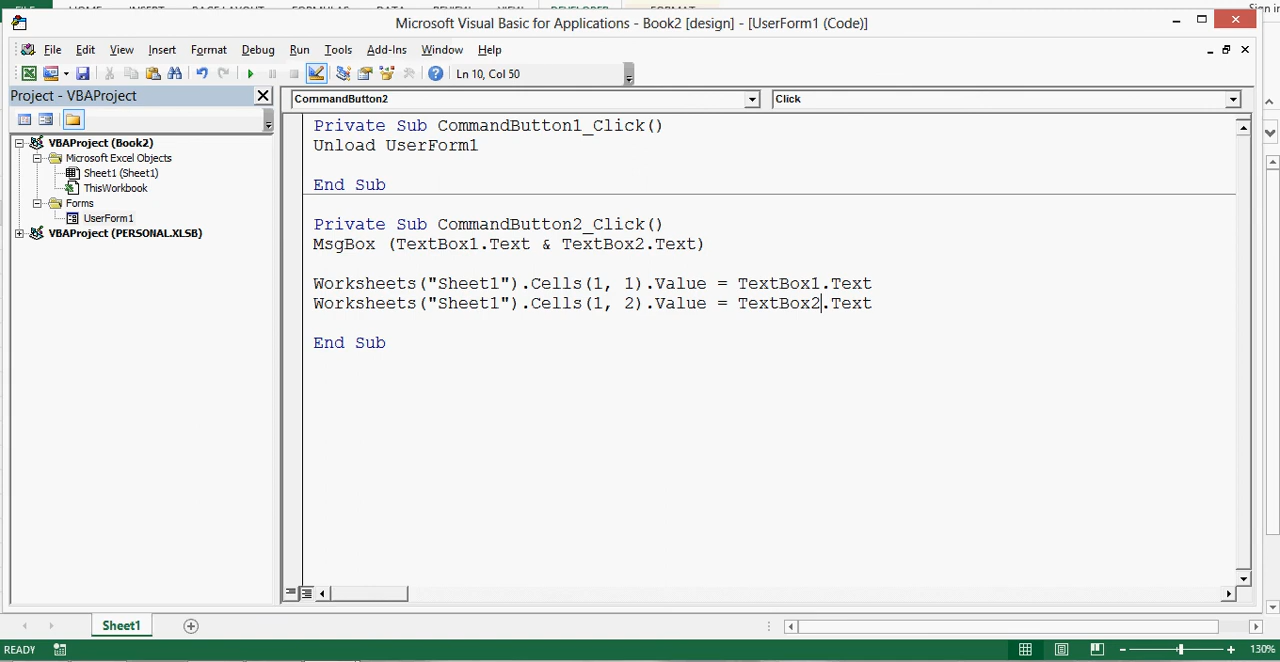 Microsoft Visual Basic for Applications - Book2 [design] - [UserForm1 (Code)]
Sign in
File Edit View Insert Format Debug Run Tools Add-Ins Window Help
Ln 10, Col 50
Project - VBAProject
CommandButton2 Click
VBAProject (Book2)
Microsoft Excel Objects
Sheet1 (Sheet1)
ThisWorkbook
Forms
UserForm1
VBAProject (PERSONAL.XLSB)
Private Sub CommandButton1_Click()
Unload UserForm1
End Sub
Private Sub CommandButton2_Click()
MsgBox (TextBox1.Text & TextBox2.Text)
Worksheets("Sheet1").Cells(1, 1).Value = TextBox1.Text
Worksheets("Sheet1").Cells(1, 2).Value = TextBox2.Text
End Sub
Sheet1
READY 130%